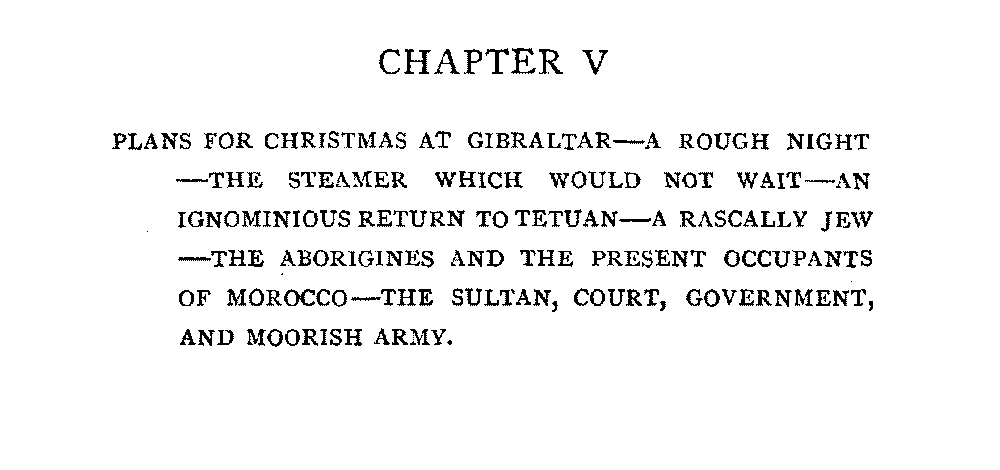 CHAPTER V
PLANS FOR CHRISTMAS AT GIBRALTAR—A ROUGH NIGHT
—THE STEAMER WHICH WOULD NOT WAIT—AN
IGNOMINIOUS RETURN TO TETUAN—A RASCALLY JEW
—THE ABORIGINES AND THE PRESENT OCCUPANTS
OF MOROCCO—THE SULTAN, COURT, GOVERNMENT,
AND MOORISH ARMY.